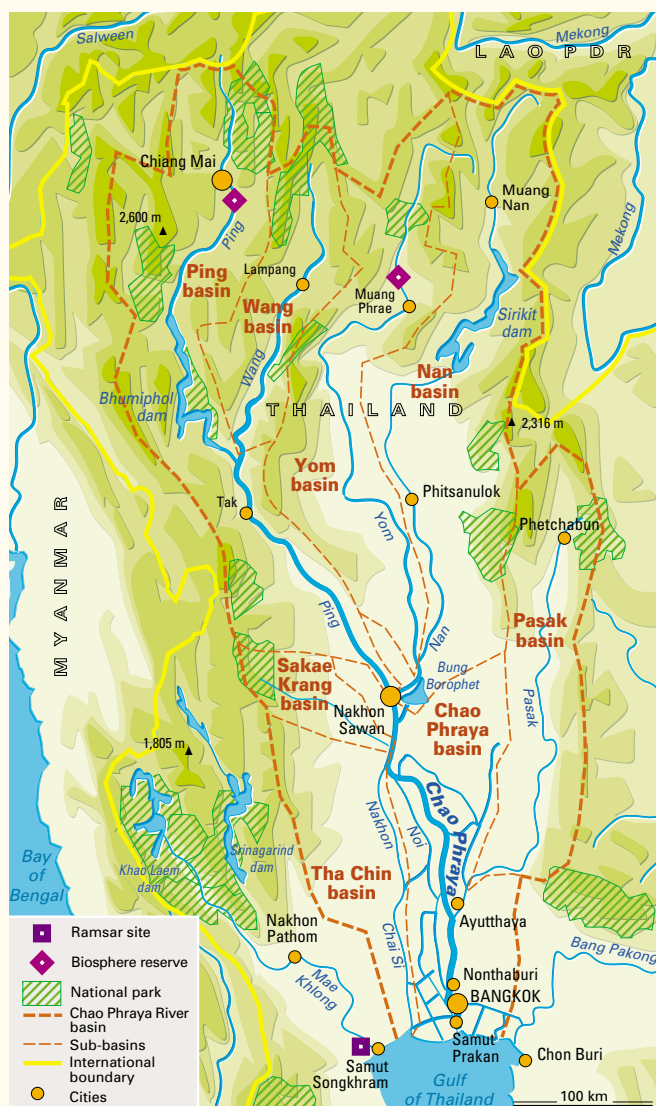 Salween
Mekong
LAO PDR
Chiang Mai
Muang
Nan
2,600 m
Ping
Mekong
Ping
basin
Lampang
Wang
basin
Muang
Phrae
Sirikit
dam
Wang
Nan
basin
Bhumiphol
dam
THAILAND
2,316 m
Yom
basin
Tak
Phitsanulok
Yom
Phetchabun
MYANMAR
Ping
Nan
Pasak
basin
Sakae
Krang
basin
Bung
Borophet
Nakhon
Sawan
Chao
Phraya
basin
Pasak
1,805 m
Nakhon
Noi
Chao Phraya
Bay
of
Bengal
Khao Laem
dam
Srinagarind
dam
Tha Chin
basin
Chai Si
Ayutthaya
Nakhon
Pathom
Bang Pakong
Mae
Khlong
Nonthaburi
BANGKOK
Samut
Prakan
Samut
Songkhram
Chon Buri
Gulf
of Thailand
100 km
Ramsar site
Biosphere reserve
National park
Chao Phraya River
basin
Sub-basins
International
boundary
Cities